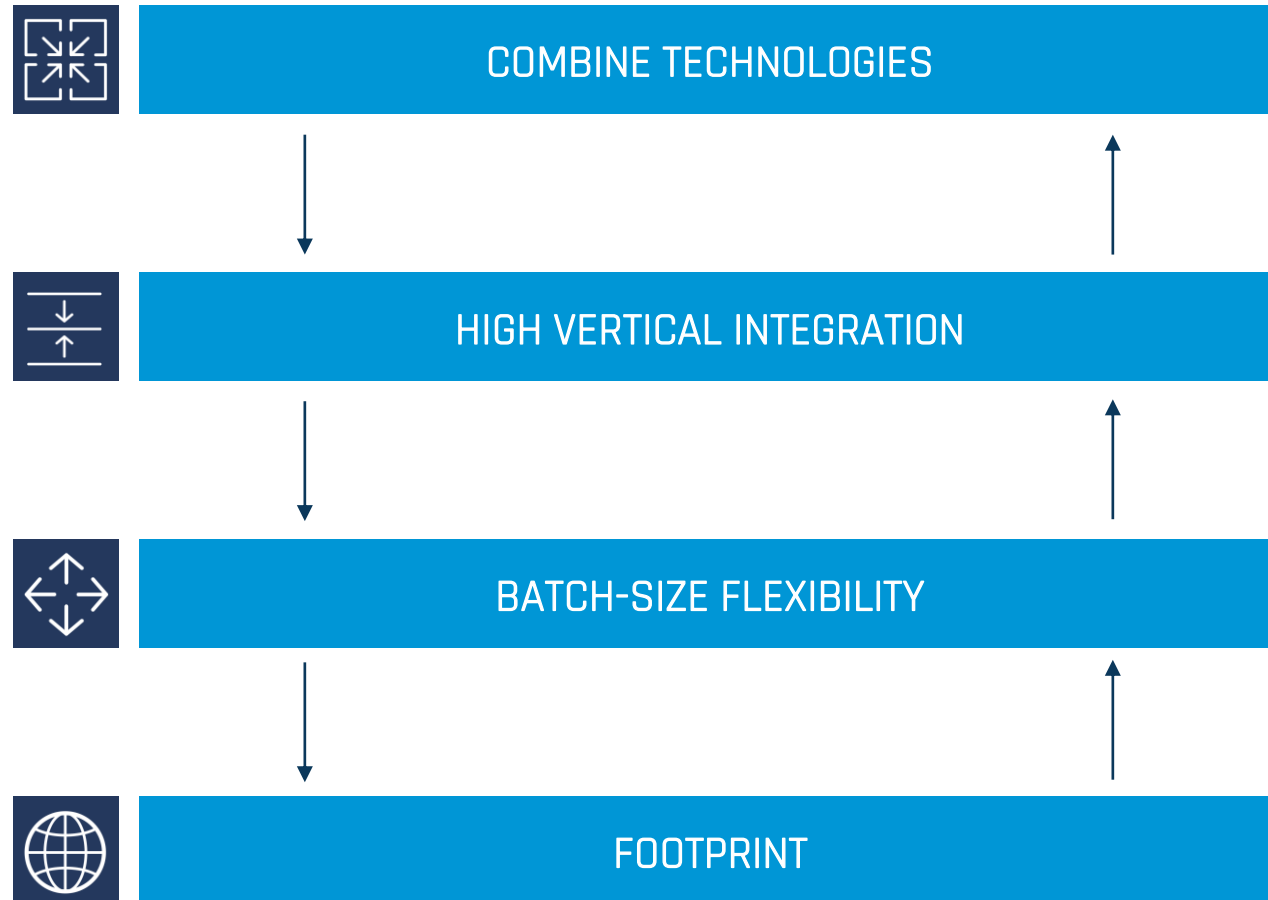 COMBINE TECHNOLOGIES
HIGH VERTICAL INTEGRATION
BATCH-SIZE FLEXIBILITY
FOOTPRINT